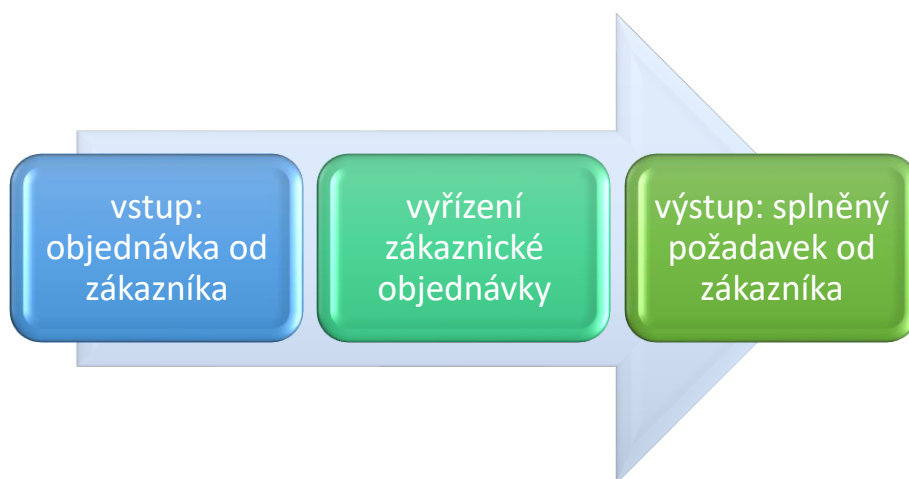 vstup:
objednávka od
zákazníka
vyřízení
zákaznické
objednávky
výstup: splněný
požadavek od
zákazníka